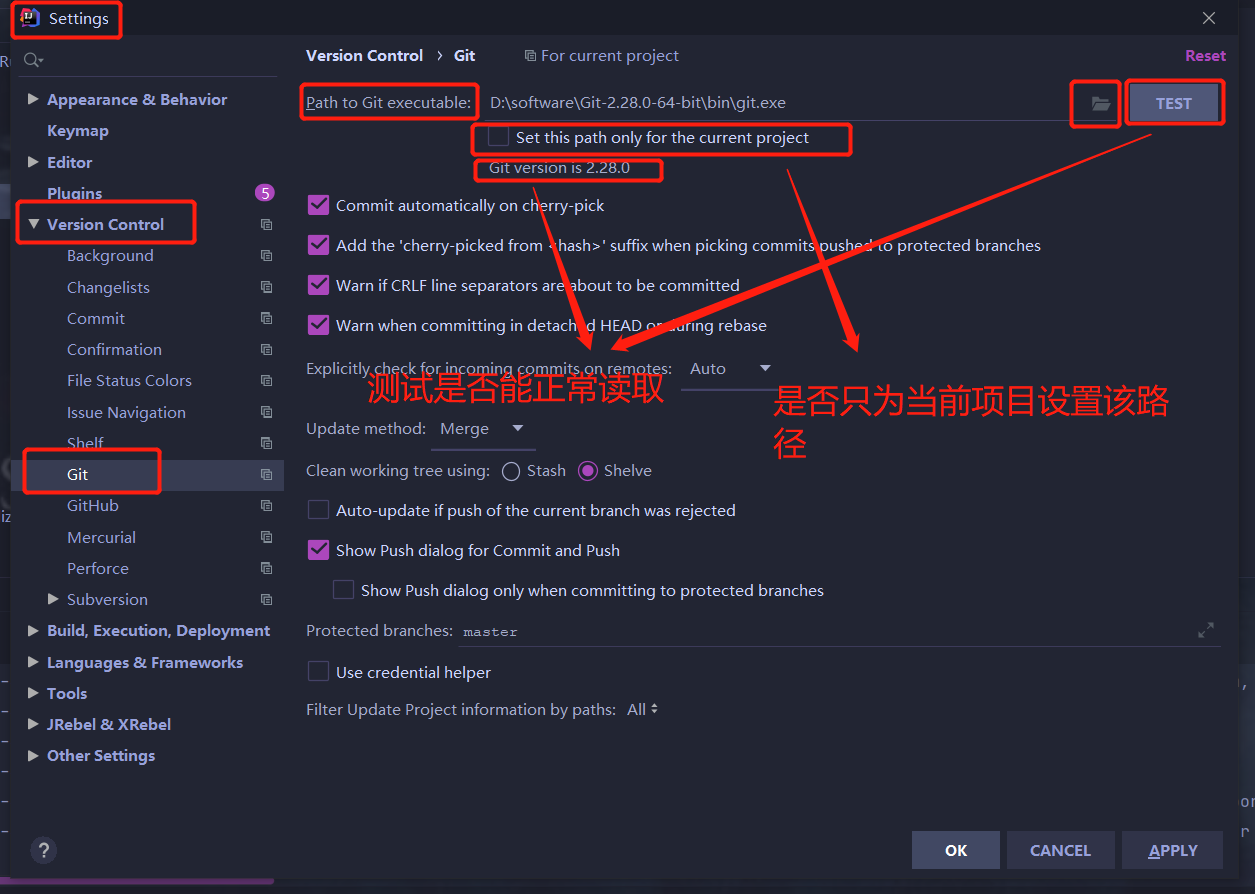 Settings
Version Control › Git For current project Reset
Appearance & Behavior
Keymap
Editor
Plugins 5
Version Control
Background
Changelists
Commit
Confirmation
File Status Colors
Issue Navigation
Shelf
Git
GitHub
Mercurial
Perforce
Subversion
Build, Execution, Deployment
Languages & Frameworks
Tools
JRebel & XRebel
Other Settings
Path to Git executable: D:\software\Git-2.28.0-64-bit\bin\git.exe TEST
Set this path only for the current project
Git version is 2.28.0
Commit automatically on cherry-pick
Add the 'cherry-picked from <hash>' suffix when picking commits pushed to protected branches
Warn if CRLF line separators are about to be committed
Warn when committing in detached HEAD or during rebase
Explicitly check for incoming commits on remotes: Auto
测试是否能正常读取
是否只为当前项目设置该路
径
Update method: Merge
Clean working tree using: Stash Shelve
Auto-update if push of the current branch was rejected
Show Push dialog for Commit and Push
Show Push dialog only when committing to protected branches
Protected branches: master
Use credential helper
Filter Update Project information by paths: All
? OK CANCEL APPLY